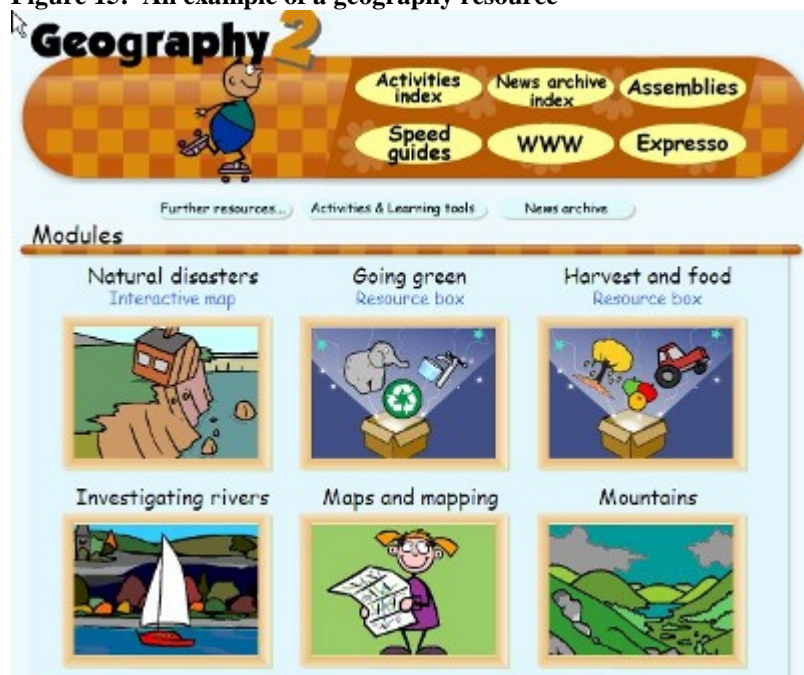 Figure 15: An example of a geography resource
Geography 2
Activities index
News archive index
Assemblies
Speed guides
WWW
Expresso
Further resources...
Activities & Learning tools
News archive
Modules
Natural disasters
Interactive map
Going green
Resource box
Harvest and food
Resource box
Investigating rivers
Maps and mapping
Mountains